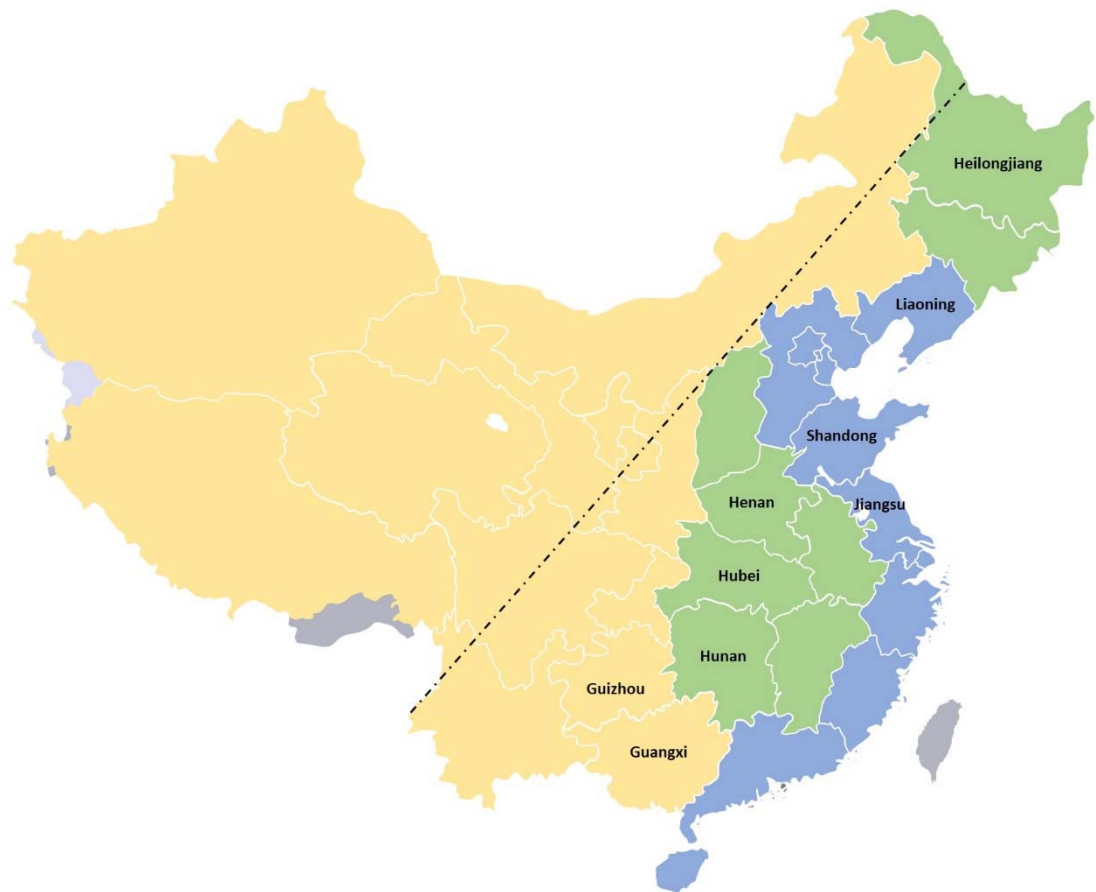 Heilongjiang
Liaoning
Shandong
Henan
Jiangsu
Hubei
Hunan
Guizhou
Guangxi